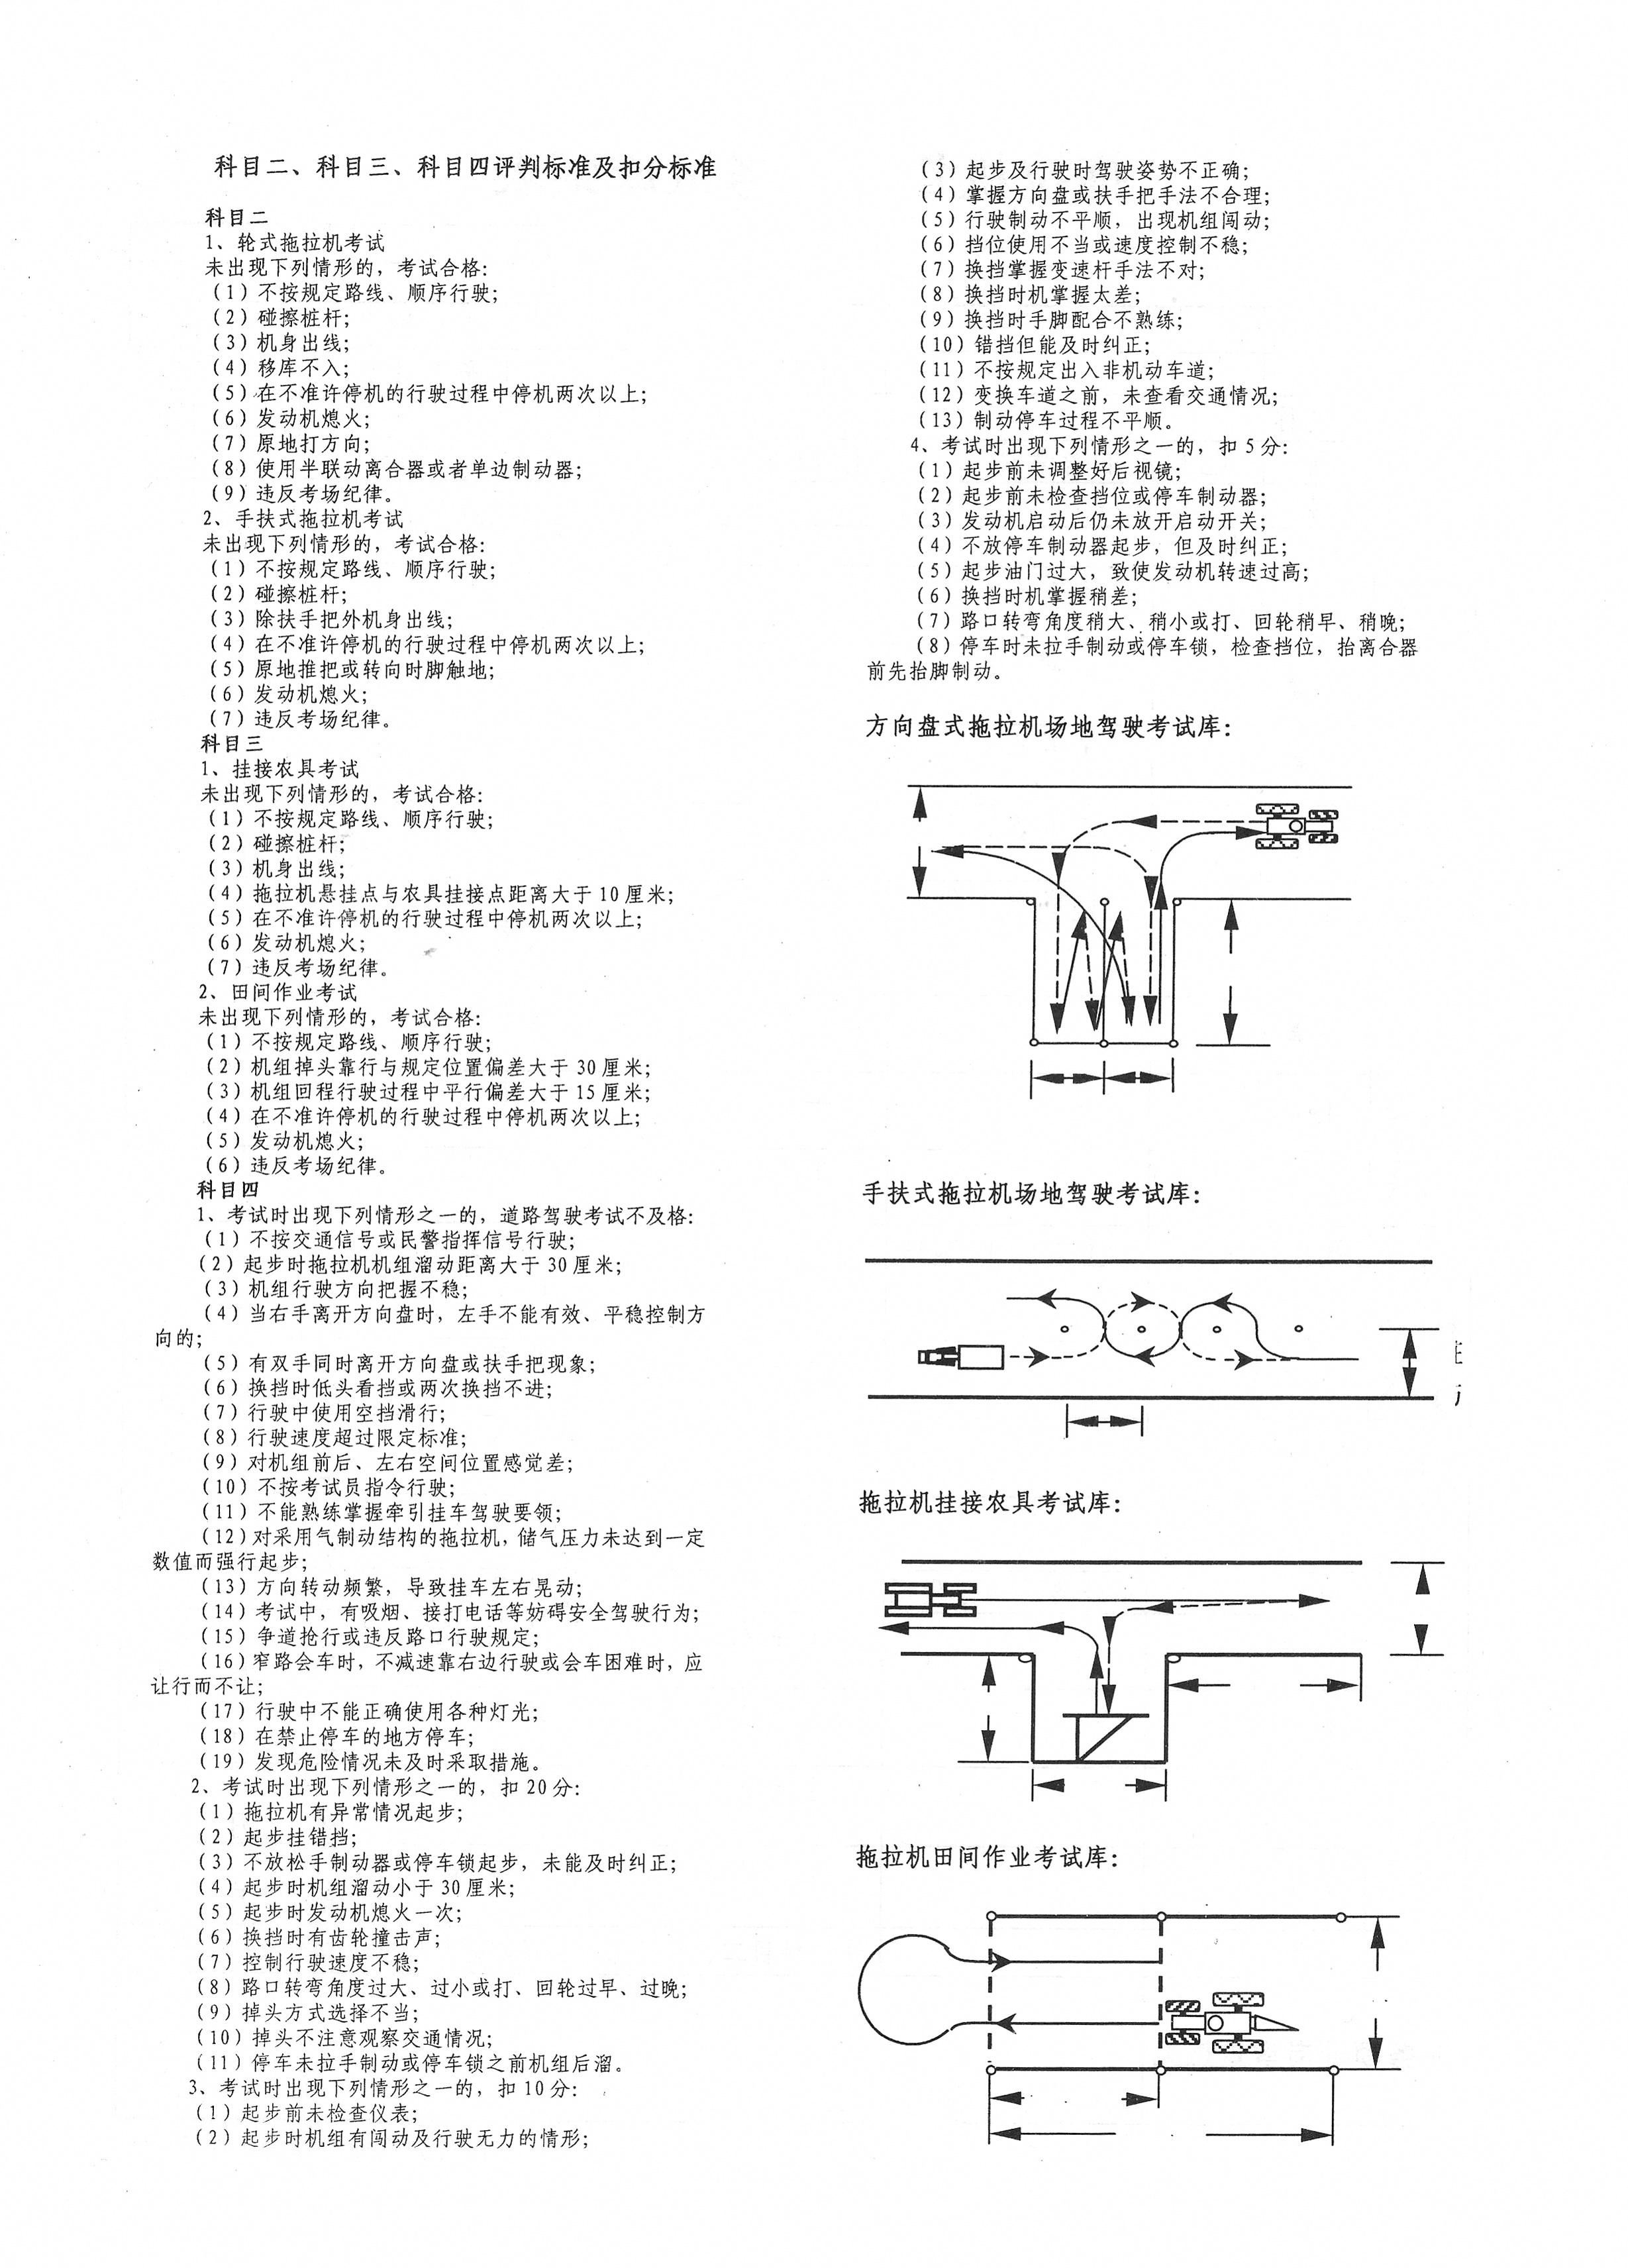 科目二、科目三、科目四评判标准及扣分标准
科目二
1、轮式拖拉机考试
未出现下列情形的，考试合格：
（1）不按规定路线、顺序行驶；
（2）碰擦桩杆；
（3）机身出线；
（4）移库不入；
（5）在不准许停机的行驶过程中停机两次以上；
（6）发动机熄火；
（7）原地打方向；
（8）使用半联动离合器或者单边制动器；
（9）违反考场纪律。
2、手扶式拖拉机考试
未出现下列情形的，考试合格：
（1）不按规定路线、顺序行驶；
（2）碰擦桩杆；
（3）除扶手把外机身出线；
（4）在不准许停机的行驶过程中停机两次以上；
（5）原地推把或转向时脚触地；
（6）发动机熄火；
（7）违反考场纪律。
科目三
1、挂接农具考试
未出现下列情形的，考试合格：
（1）不按规定路线、顺序行驶；
（2）碰擦桩杆；
（3）机身出线；
（4）拖拉机悬挂点与农具挂接点距离大于10厘米；
（5）在不准许停机的行驶过程中停机两次以上；
（6）发动机熄火；
（7）违反考场纪律。
2、田间作业考试
未出现下列情形的，考试合格：
（1）不按规定路线、顺序行驶；
（2）机组掉头靠行与规定位置偏差大于30厘米；
（3）机组回程行驶过程中平行偏差大于15厘米；
（4）在不准许停机的行驶过程中停机两次以上；
（5）发动机熄火；
（6）违反考场纪律。
科目四
1、考试时出现下列情形之一的，道路驾驶考试不及格：
（1）不按交通信号或民警指挥信号行驶；
（2）起步时拖拉机机组溜动距离大于30厘米；
（3）机组行驶方向把握不稳；
（4）当右手离开方向盘时，左手不能有效、平稳控制方
向的；
（5）有双手同时离开方向盘或扶手把现象；
（6）换挡时低头看挡或两次换挡不进；
（7）行驶中使用空挡滑行；
（8）行驶速度超过限定标准；
（9）对机组前后、左右空间位置感觉差；
（10）不按考试员指令行驶；
（11）不能熟练掌握牵引挂车驾驶要领；
（12）对采用气制动结构的拖拉机，储气压力未达到一定
数值而强行起步；
（13）方向转动频繁，导致挂车左右晃动；
（14）考试中，有吸烟、接打电话等妨碍安全驾驶行为；
（15）争道抢行或违反路口行驶规定；
（16）窄路会车时，不减速靠右边行驶或会车困难时，应
让行而不让；
（17）行驶中不能正确使用各种灯光；
（18）在禁止停车的地方停车；
（19）发现危险情况未及时采取措施。
2、考试时出现下列情形之一的，扣20分：
（1）拖拉机有异常情况起步；
（2）起步挂错挡；
（3）不放松手制动器或停车锁起步，未能及时纠正；
（4）起步时机组溜动小于30厘米；
（5）起步时发动机熄火一次；
（6）换挡时有齿轮撞击声；
（7）控制行驶速度不稳；
（8）路口转弯角度过大、过小或打、回轮过早、过晚；
（9）掉头方式选择不当；
（10）掉头不注意观察交通情况；
（11）停车未拉手制动或停车锁之前机组后溜。
3、考试时出现下列情形之一的，扣10分：
（1）起步前未检查仪表；
（2）起步时机组有闯动及行驶无力的情形；
（3）起步及行驶时驾驶姿势不正确；
（4）掌握方向盘或扶手把手法不合理；
（5）行驶制动不平顺，出现机组闯动；
（6）挡位使用不当或速度控制不稳；
（7）换挡掌握变速杆手法不对；
（8）换挡时机掌握太差；
（9）换挡时手脚配合不熟练；
（10）错挡但能及时纠正；
（11）不按规定出入非机动车道；
（12）变换车道之前，未查看交通情况；
（13）制动停车过程不平顺。
4、考试时出现下列情形之一的，扣5分：
（1）起步前未调整好后视镜；
（2）起步前未检查挡位或停车制动器；
（3）发动机启动后仍未放开启动开关；
（4）不放停车制动器起步，但及时纠正；
（5）起步油门过大，致使发动机转速过高；
（6）换挡时机掌握稍差；
（7）路口转弯角度稍大、稍小或打、回轮稍早、稍晚；
（8）停车时未拉手制动或停车锁，检查挡位，抬离合器
前先抬脚制动。
方向盘式拖拉机场地驾驶考试库：
手扶式拖拉机场地驾驶考试库：
拖拉机挂接农具考试库：
拖拉机田间作业考试库：